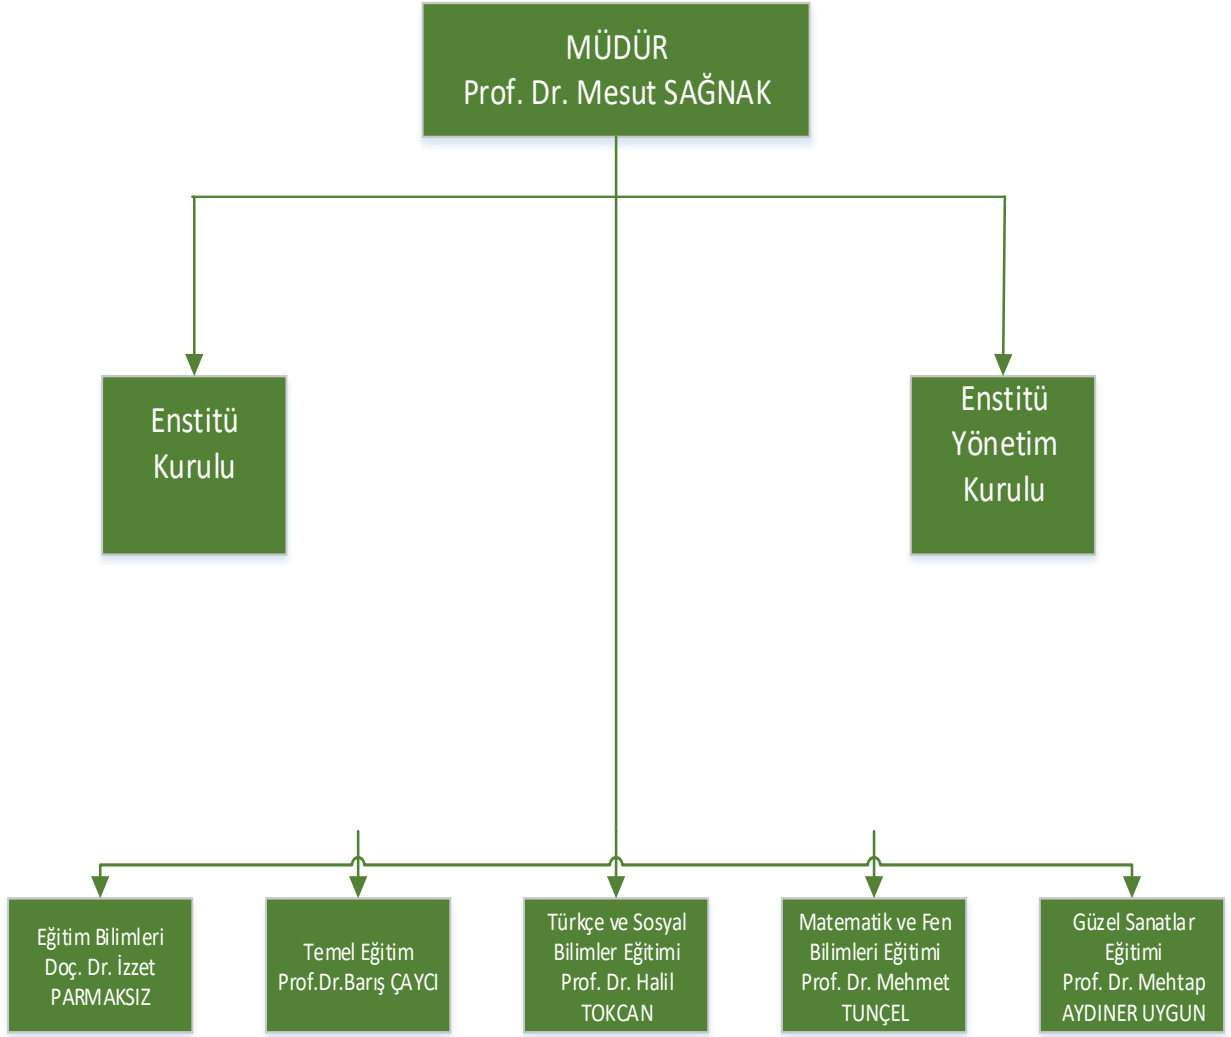 MÜDÜR
Prof. Dr. Mesut SAĞNAK
Enstitü
Kurulu
Enstitü
Yönetim
Kurulu
Eğitim Bilimleri
Doç. Dr. İzzet
PARMAKSIZ
Temel Eğitim
Prof.Dr.Barış ÇAYCI
Türkçe ve Sosyal
Bilimler Eğitimi
Prof. Dr. Halil
TOKCAN
Matematik ve Fen
Bilimleri Eğitimi
Prof. Dr. Mehmet
TUNÇEL
Güzel Sanatlar
Eğitimi
Prof. Dr. Mehtap
AYDINER UYGUN